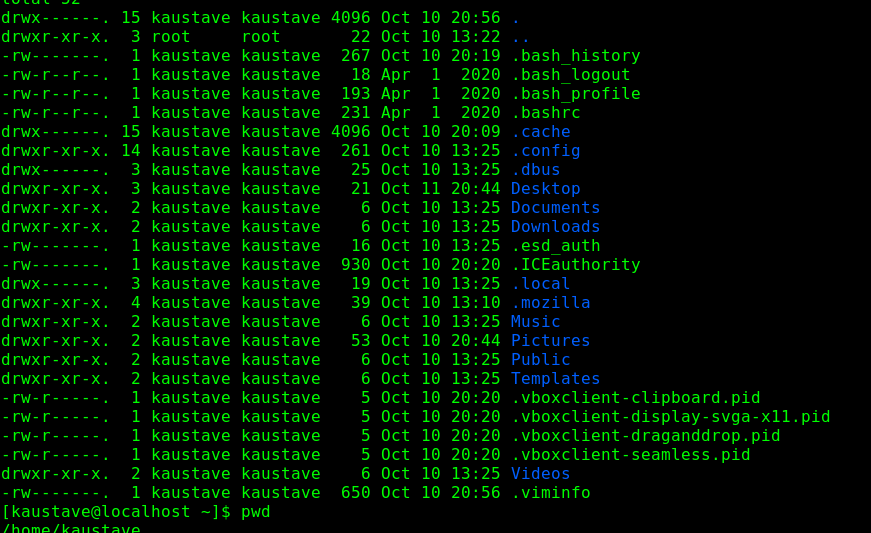 total 52
drwx------. 15 kaustave kaustave 4096 Oct 10 20:56 .
drwxr-xr-x.  3 root     root       22 Oct 10 13:22 ..
-rw-------.  1 kaustave kaustave  267 Oct 10 20:19 .bash_history
-rw-r--r--.  1 kaustave kaustave   18 Apr  1  2020 .bash_logout
-rw-r--r--.  1 kaustave kaustave  193 Apr  1  2020 .bash_profile
-rw-r--r--.  1 kaustave kaustave  231 Apr  1  2020 .bashrc
drwx------. 15 kaustave kaustave 4096 Oct 10 20:09 .cache
drwxr-xr-x. 14 kaustave kaustave  261 Oct 10 13:25 .config
drwx------.  3 kaustave kaustave   25 Oct 10 13:25 .dbus
drwxr-xr-x.  3 kaustave kaustave   21 Oct 11 20:44 Desktop
drwxr-xr-x.  2 kaustave kaustave    6 Oct 10 13:25 Documents
drwxr-xr-x.  2 kaustave kaustave    6 Oct 10 13:25 Downloads
-rw-------.  1 kaustave kaustave   16 Oct 10 13:25 .esd_auth
-rw-------.  1 kaustave kaustave  930 Oct 10 20:20 .ICEauthority
drwx------.  3 kaustave kaustave   19 Oct 10 13:25 .local
drwxr-xr-x.  4 kaustave kaustave   39 Oct 10 13:10 .mozilla
drwxr-xr-x.  2 kaustave kaustave    6 Oct 10 13:25 Music
drwxr-xr-x.  2 kaustave kaustave   53 Oct 10 20:44 Pictures
drwxr-xr-x.  2 kaustave kaustave    6 Oct 10 13:25 Public
drwxr-xr-x.  2 kaustave kaustave    6 Oct 10 13:25 Templates
-rw-r-----.  1 kaustave kaustave    5 Oct 10 20:20 .vboxclient-clipboard.pid
-rw-r-----.  1 kaustave kaustave    5 Oct 10 20:20 .vboxclient-display-svga-x11.pid
-rw-r-----.  1 kaustave kaustave    5 Oct 10 20:20 .vboxclient-draganddrop.pid
-rw-r-----.  1 kaustave kaustave    5 Oct 10 20:20 .vboxclient-seamless.pid
drwxr-xr-x.  2 kaustave kaustave    6 Oct 10 13:25 Videos
-rw-------.  1 kaustave kaustave  650 Oct 10 20:56 .viminfo
[kaustave@localhost ~]$ pwd
/home/kaustave